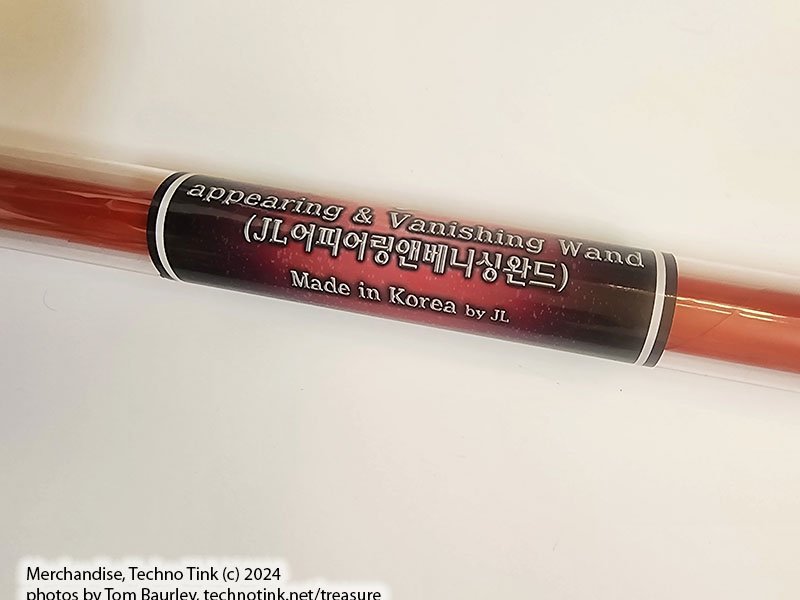 appearing & Vanishing Wand
(JL어피어링앤베니싱완드)
Made in Korea by JL
Merchandise, Techno Tink (c) 2024
photos by Tom Baurley, technotink.net/treasure